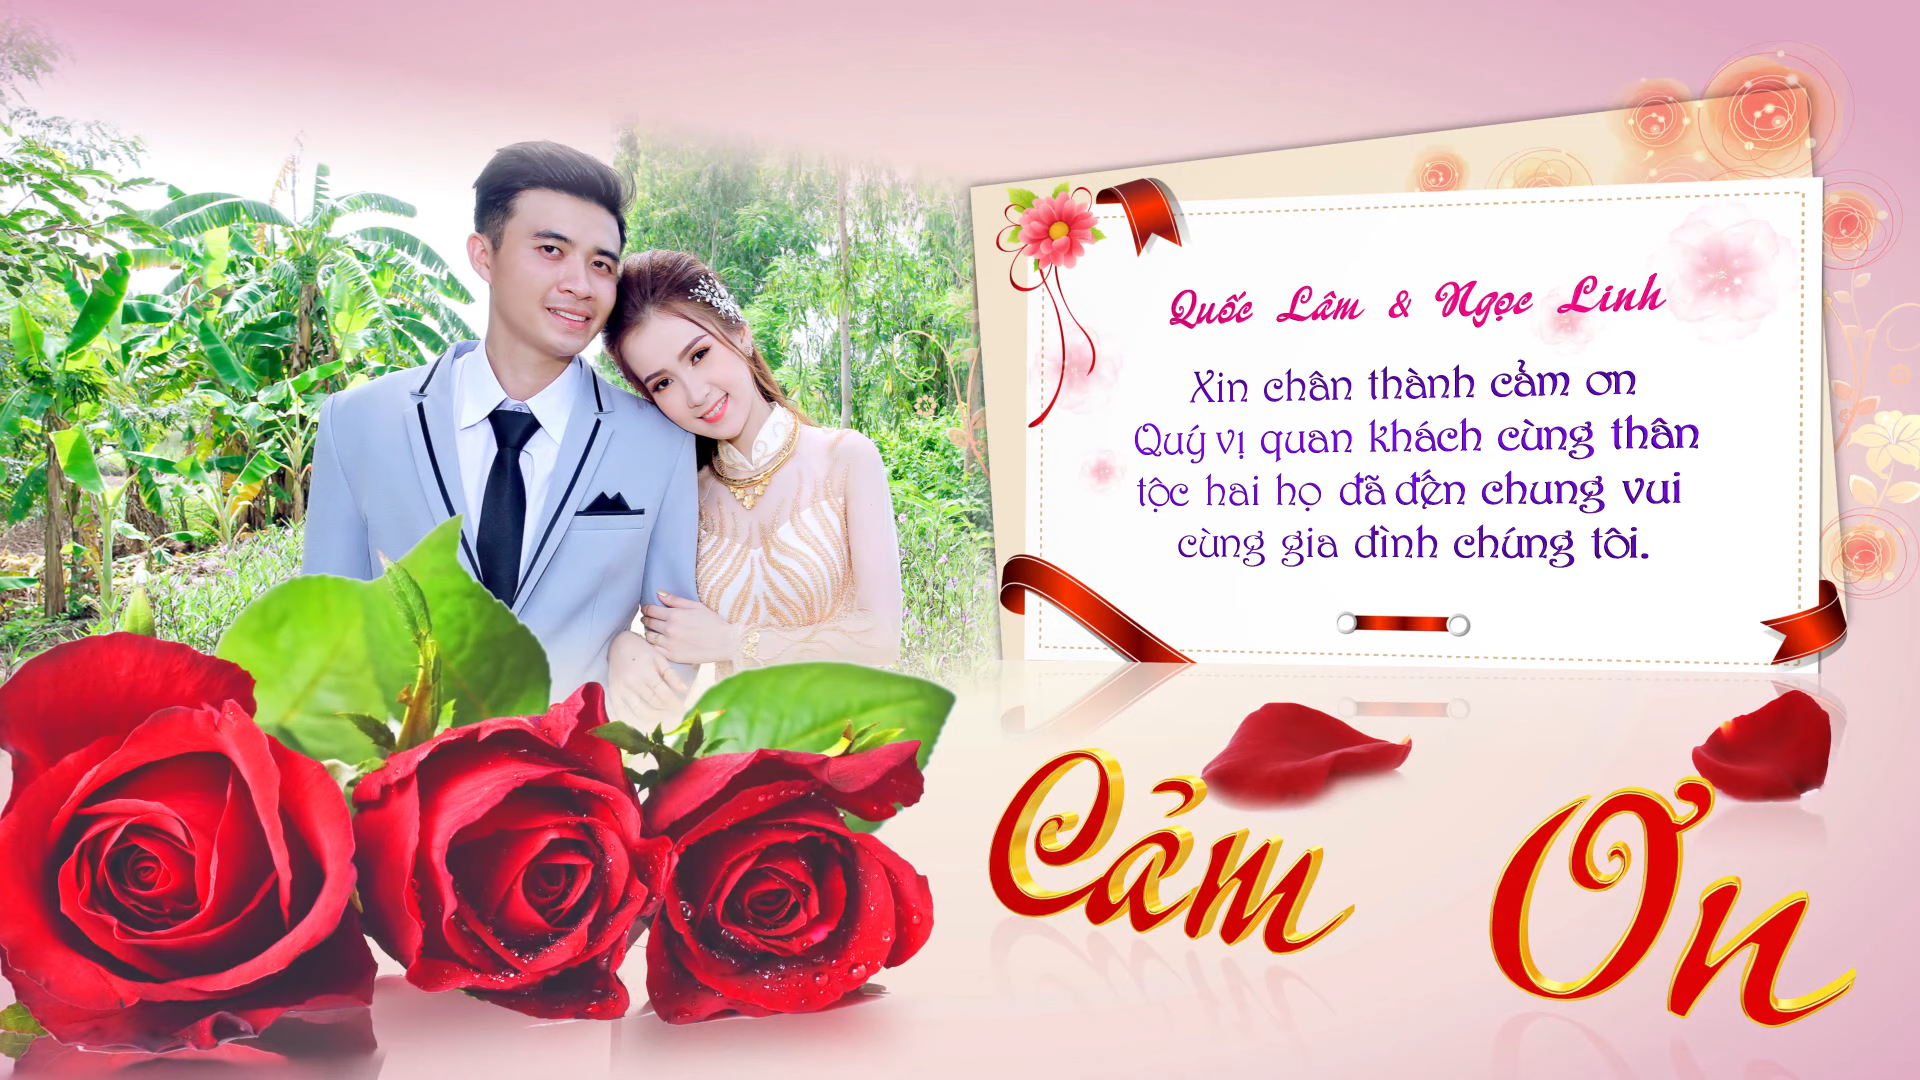 Quốc Lâm & Ngọc Linh
Xin chân thành cảm ơn
Quý vị quan khách cùng thân
tộc hai họ đã đến chung vui
cùng gia đình chúng tôi.
Cảm Ơn